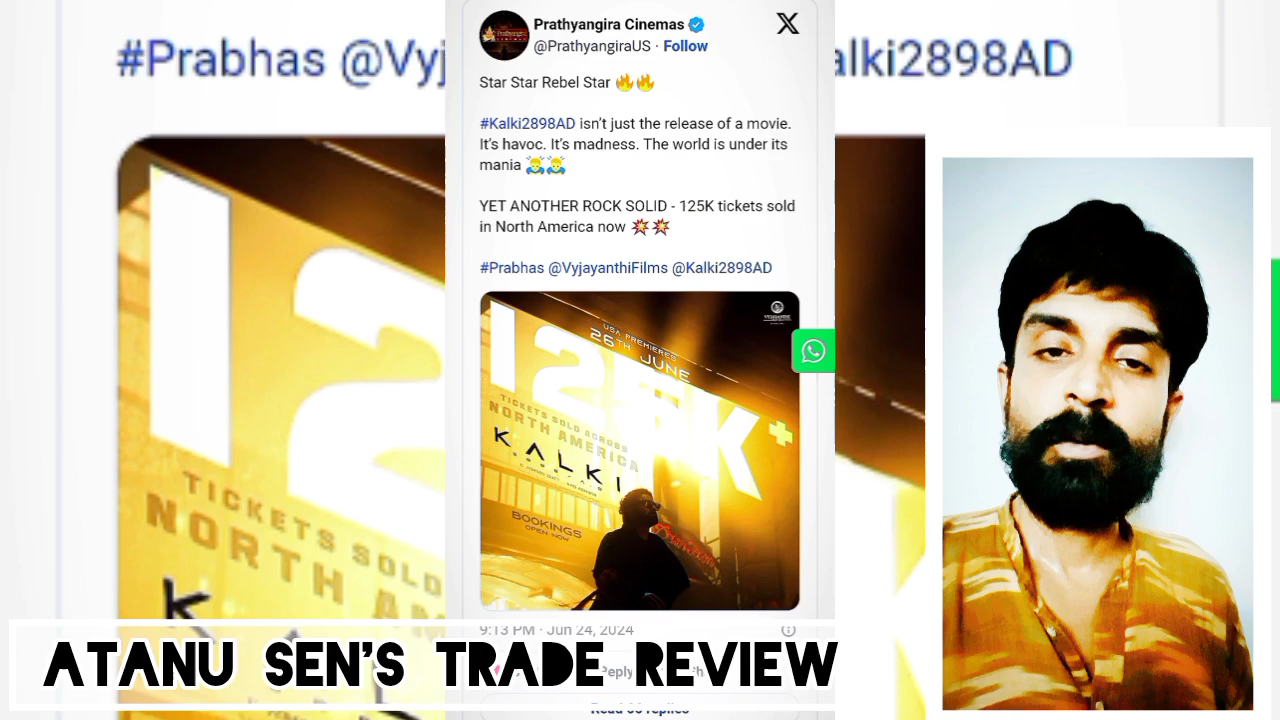 #Prabhas @Vyj
alki2898AD
Prathyangira Cinemas
@PrathyangiraUS · Follow
Star Star Rebel Star 🔥🔥
#Kalki2898AD isn't just the release of a movie.
It's havoc. It's madness. The world is under its
mania
YET ANOTHER ROCK SOLID - 125K tickets sold
in North America now 💥💥
#Prabhas @VyjayanthiFilms @Kalki2898AD
USA PREMIERES
26TH JUNE
125K+
TICKETS SOLD ACROSS
NORTH AMERICA
KALKI
BOOKINGS
OPEN NOW
12
TICKETS SOLD
NORTH AM
K
9:13 PM · Jun 24, 2024
Reply
ATANU SEN'S TRADE REVIEW